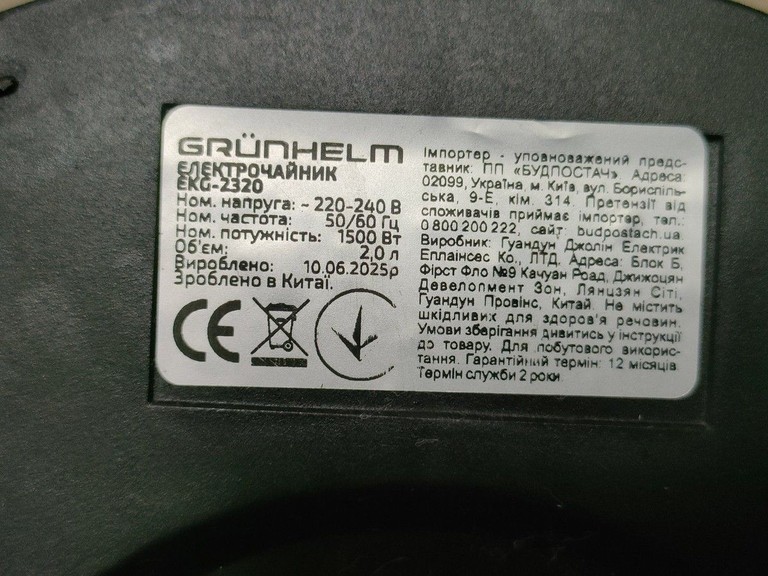 GRÜNHELM
ЕЛЕКТРОЧАЙНИК
EKG-2320
Ном. напруга: ~ 220-240 В
Ном. частота: 50/60 Гц
Ном. потужність: 1500 Вт
Об'єм: 2,0 л
Вироблено: 10.06.2025р
Зроблено в Китаї.
CE
Імпортер - уповноважений предс-
тавник: ПП «БУДПОСТАЧ». Адреса:
02099, Україна, м. Київ, вул. Бориспіль-
ська, 9-Е, кім. 314. Претензії від
споживачів приймає імпортер, тел.:
0 800 200 222, сайт: budpostach.ua
Виробник: Гуандун Джолін Електрик
Еплаінсес Ко., ЛТД. Адреса: Блок Б,
Фірст Фло №9 Качуан Роад, Джижоцян
Девелопмент Зон, Лянцзян Сіті,
Гуандун Провінс, Китай. Не містить
шкідливих для здоров'я речовин.
Умови зберігання дивитись у інструкції
до товару. Для побутового викорис-
тання. Гарантійний термін: 12 місяців.
Термін служби 2 роки.